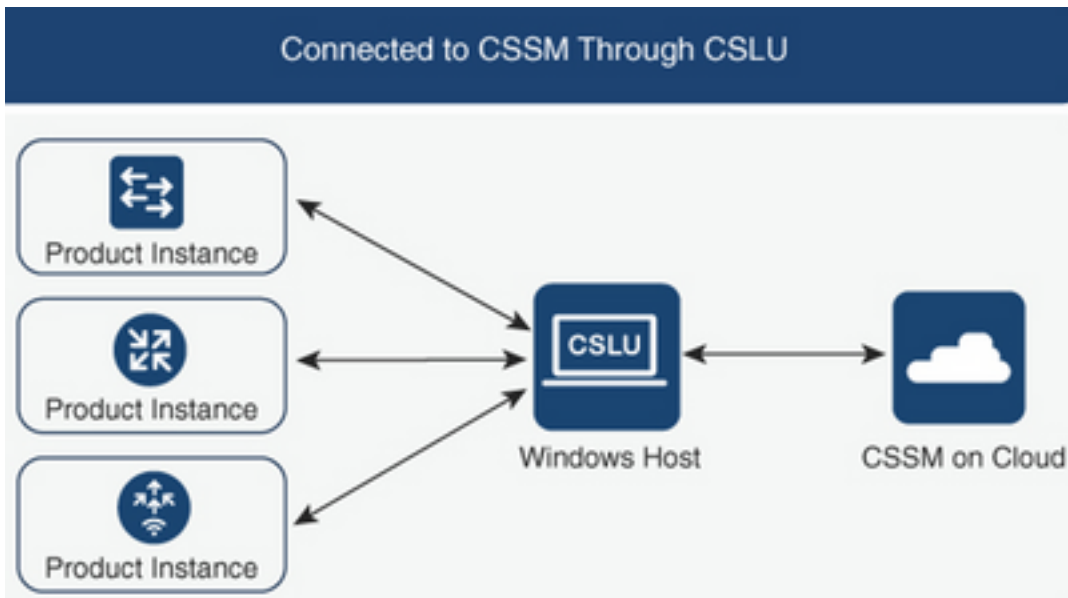 Connected to CSSM Through CSLU
Product Instance
Product Instance
Product Instance
CSLU
Windows Host
CSSM on Cloud